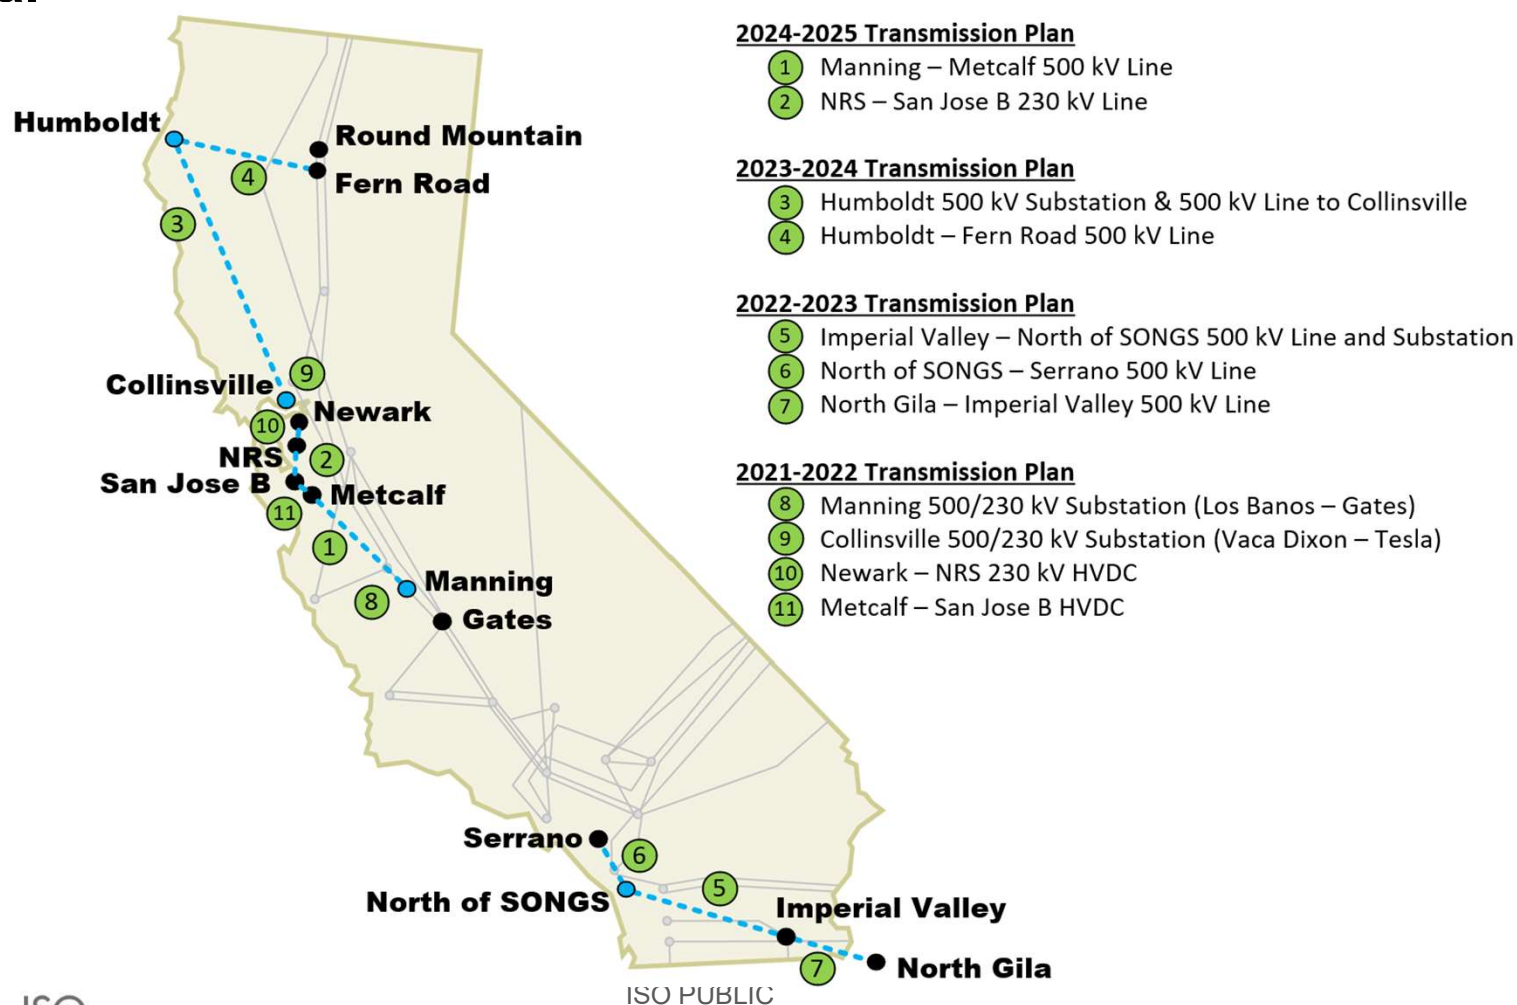 Humboldt
Round Mountain
Fern Road
4
3
Collinsville
9
Newark
10
NRS
2
San Jose B
Metcalf
11
1
Manning
8
Gates
Serrano
6
North of SONGS
5
Imperial Valley
7
North Gila
2024-2025 Transmission Plan
1 Manning – Metcalf 500 kV Line
2 NRS – San Jose B 230 kV Line
2023-2024 Transmission Plan
3 Humboldt 500 kV Substation & 500 kV Line to Collinsville
4 Humboldt – Fern Road 500 kV Line
2022-2023 Transmission Plan
5 Imperial Valley – North of SONGS 500 kV Line and Substation
6 North of SONGS – Serrano 500 kV Line
7 North Gila – Imperial Valley 500 kV Line
2021-2022 Transmission Plan
8 Manning 500/230 kV Substation (Los Banos – Gates)
9 Collinsville 500/230 kV Substation (Vaca Dixon – Tesla)
10 Newark – NRS 230 kV HVDC
11 Metcalf – San Jose B HVDC
ISO PUBLIC
ISO